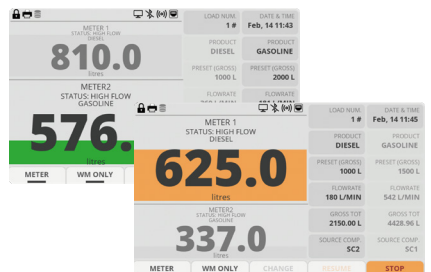 METER 1
STATUS: HIGH FLOW
DIESEL
810.0
litres
METER2
STATUS: HIGH FLOW
GASOLINE
576.
litres
METER
WM ONLY
LOAD NUM.
1 #
DATE & TIME
Feb, 14 11:43
PRODUCT
DIESEL
PRODUCT
GASOLINE
PRESET (GROSS)
1000 L
PRESET (GROSS)
2000 L
FLOWRATE
FLOWRATE
METER 1
STATUS: HIGH FLOW
DIESEL
625.0
litres
METER2
STATUS: HIGH FLOW
GASOLINE
337.0
litres
LOAD NUM.
1 #
DATE & TIME
Feb, 14 11:45
PRODUCT
DIESEL
PRODUCT
GASOLINE
PRESET (GROSS)
1000 L
PRESET (GROSS)
1500 L
FLOWRATE
180 L/MIN
FLOWRATE
542 L/MIN
GROSS TOT
2150.00 L
GROSS TOT
4428.96 L
SOURCE COMP.
SC2
SOURCE COMP.
SC1
METER
WM ONLY
CHANGE
RESUME
STOP